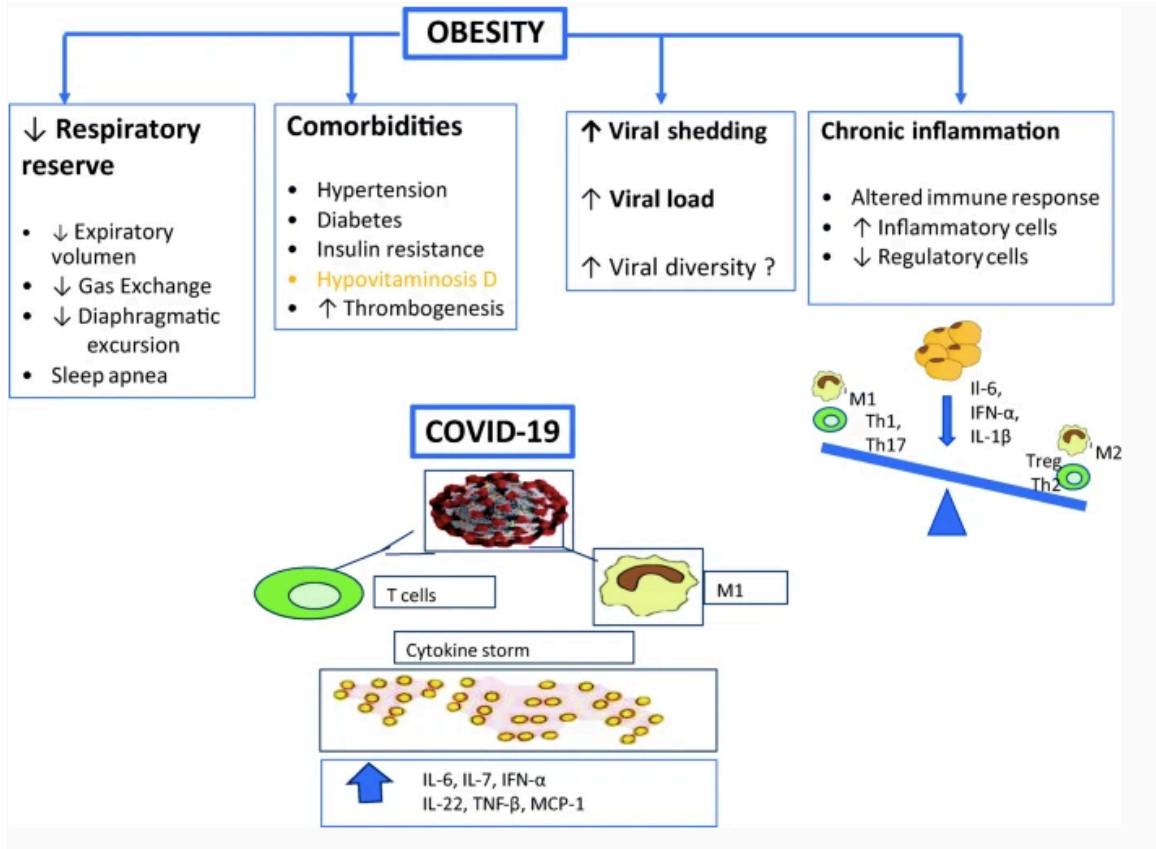 OBESITY
↓ Respiratory
reserve
• ↓ Expiratory
volumen
• ↓ Gas Exchange
• ↓ Diaphragmatic
excursion
• Sleep apnea
Comorbidities
• Hypertension
• Diabetes
• Insulin resistance
• Hypovitaminosis D
• ↑ Thrombogenesis
↑ Viral shedding
↑ Viral load
↑ Viral diversity ?
Chronic inflammation
• Altered immune response
• ↑ Inflammatory cells
• ↓ Regulatory cells
M1
Th1,
Th17
Il-6,
IFN-α,
IL-1β
M2
Treg
Th2
COVID-19
T cells
M1
Cytokine storm
IL-6, IL-7, IFN-α
IL-22, TNF-β, MCP-1